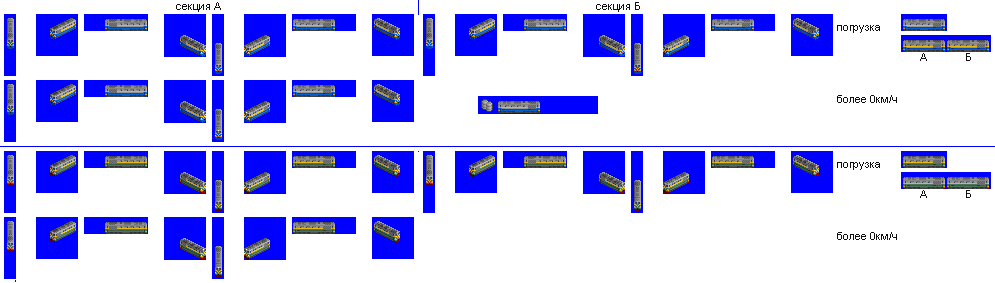 секция А
секция Б
погрузка
А Б
более 0км/ч
погрузка
А Б
более 0км/ч